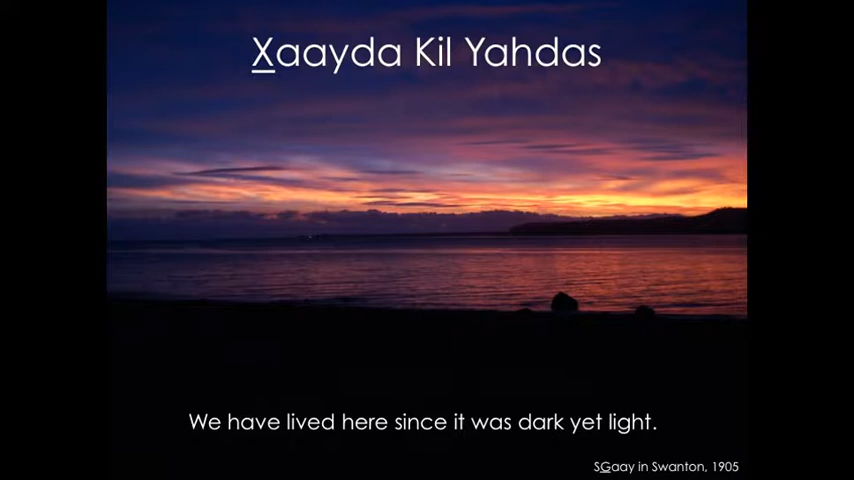 X̲aayda Kil Yahdas
We have lived here since it was dark yet light.
SG̲aay in Swanton, 1905